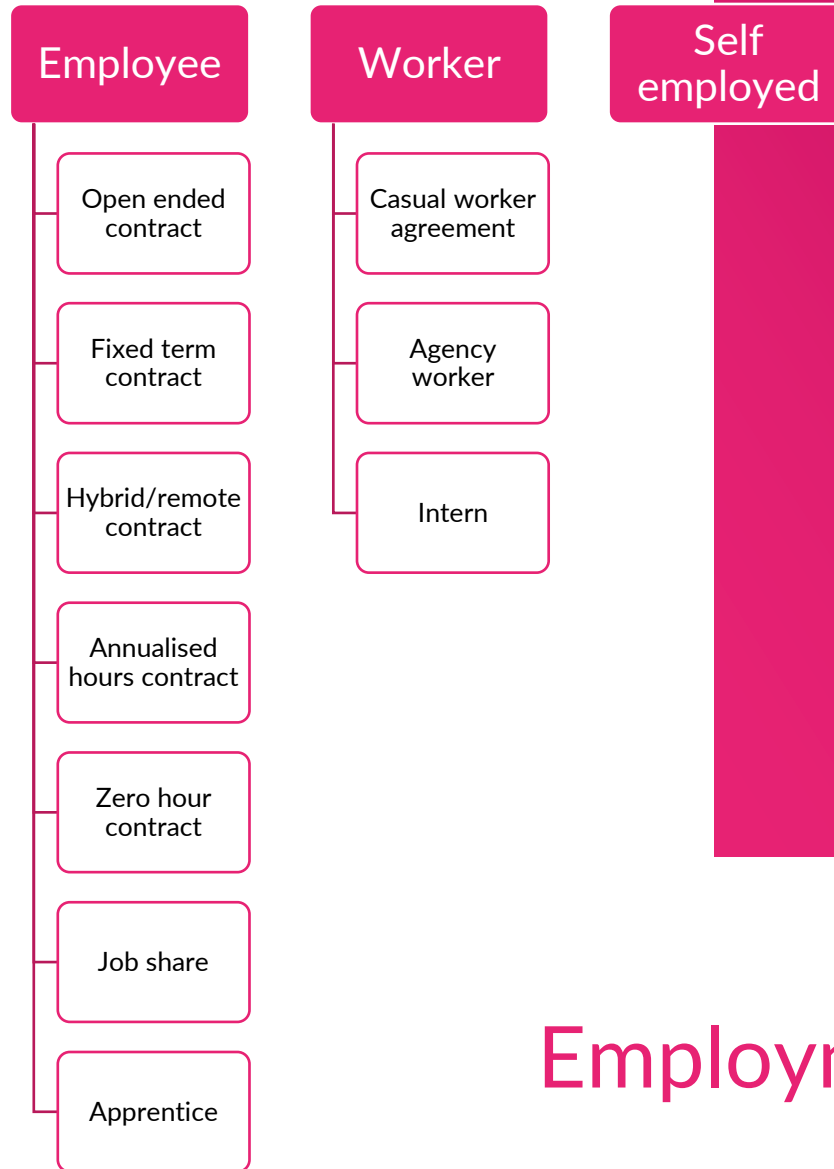 Employee
Open ended
contract
Fixed term
contract
Hybrid/remote
contract
Annualised
hours contract
Zero hour
contract
Job share
Apprentice
Worker
Casual worker
agreement
Agency
worker
Intern
Self
employed